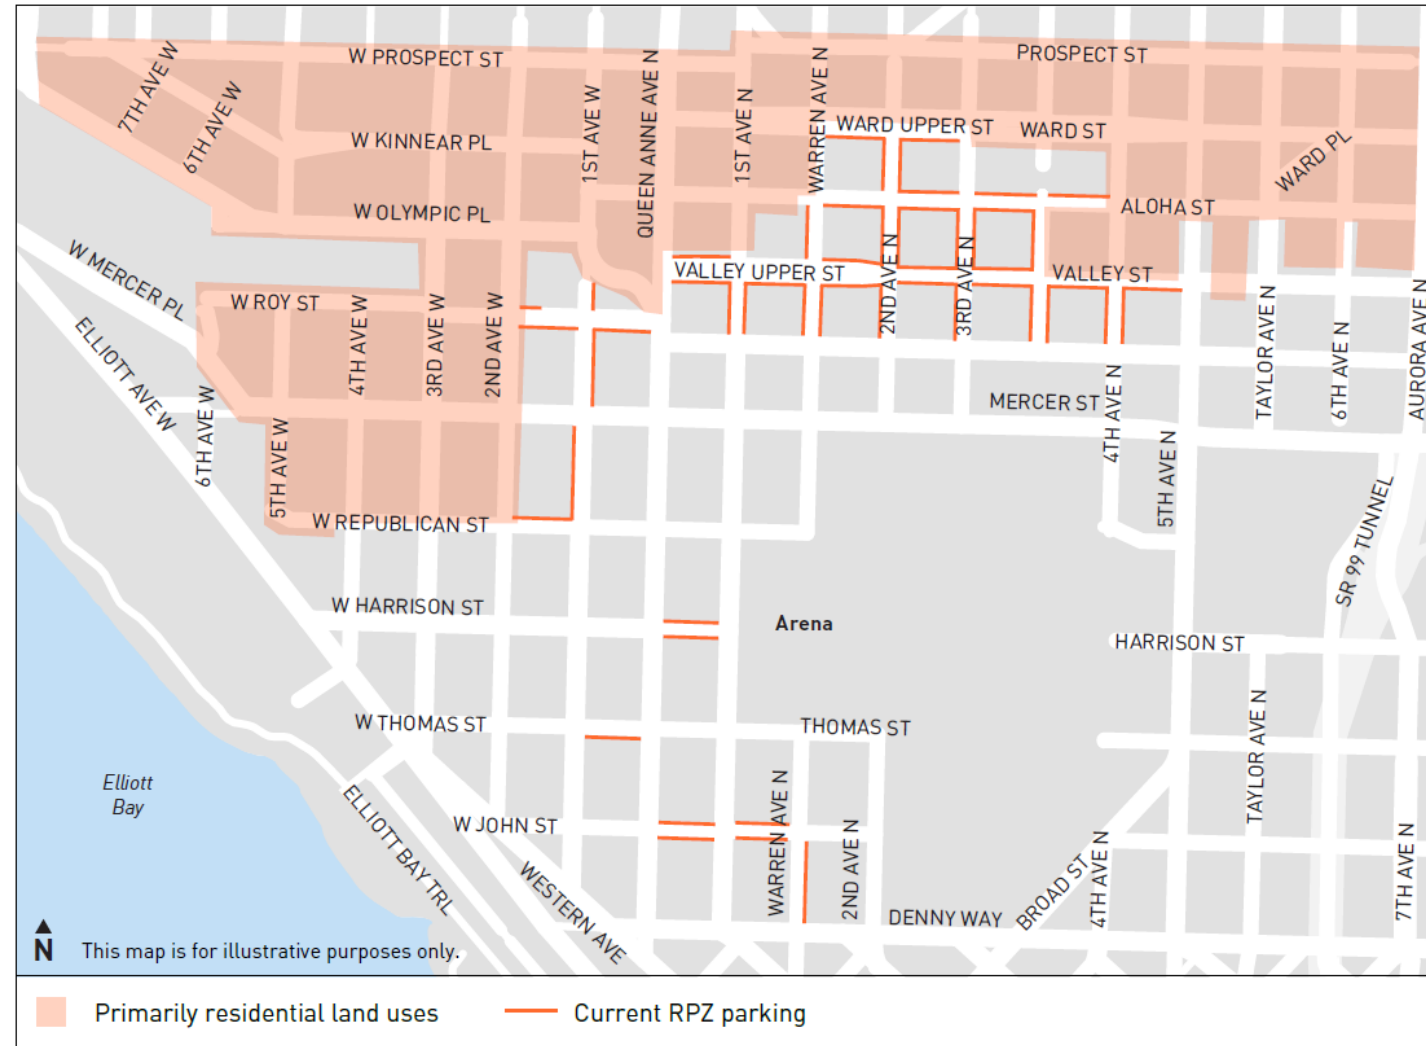 W PROSPECT ST
PROSPECT ST
7TH AVE W
6TH AVE W
W KINNEAR PL
1ST AVE W
QUEEN ANNE AVE N
1ST AVE N
WARREN AVE N
WARD UPPER ST
WARD ST
WARD PL
W OLYMPIC PL
ALOHA ST
W MERCER PL
W ROY ST
VALLEY UPPER ST
2ND AVE N
3RD AVE N
VALLEY ST
ELLIOTT AVE W
4TH AVE W
3RD AVE W
2ND AVE W
TAYLOR AVE N
6TH AVE N
AURORA AVE N
6TH AVE W
5TH AVE W
MERCER ST
4TH AVE N
5TH AVE N
W REPUBLICAN ST
SR 99 TUNNEL
W HARRISON ST
Arena
HARRISON ST
W THOMAS ST
THOMAS ST
TAYLOR AVE N
Elliott
Bay
ELLIOTT BAY TRL
W JOHN ST
WARREN AVE N
2ND AVE N
WESTERN AVE
DENNY WAY
BROAD ST
4TH AVE N
7TH AVE N
N
This map is for illustrative purposes only.
Primarily residential land uses
Current RPZ parking